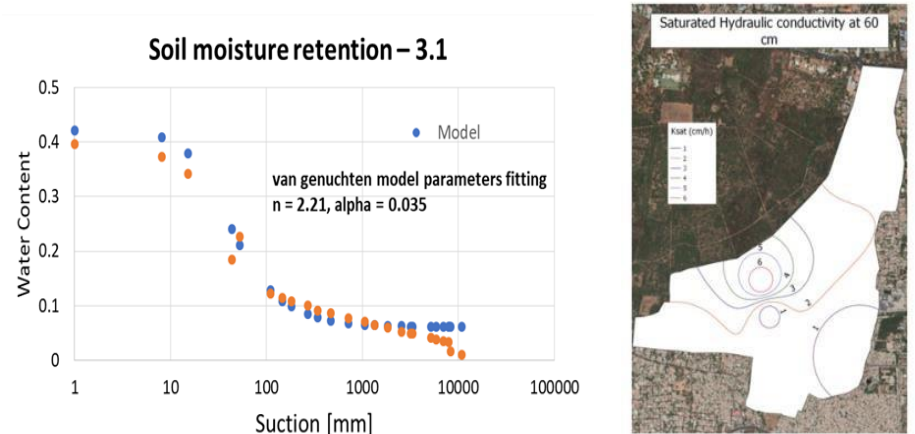 Soil moisture retention – 3.1
0.5
0.4
0.3
0.2
0.1
0
Water Content
Model
van genuchten model parameters fitting
n = 2.21, alpha = 0.035
1
10
100
1000
10000
100000
Suction [mm]
Saturated Hydraulic conductivity at 60
cm
Ksat (cm/h)
1
2
3
4
5
6
5
6
4
3
2
1
1